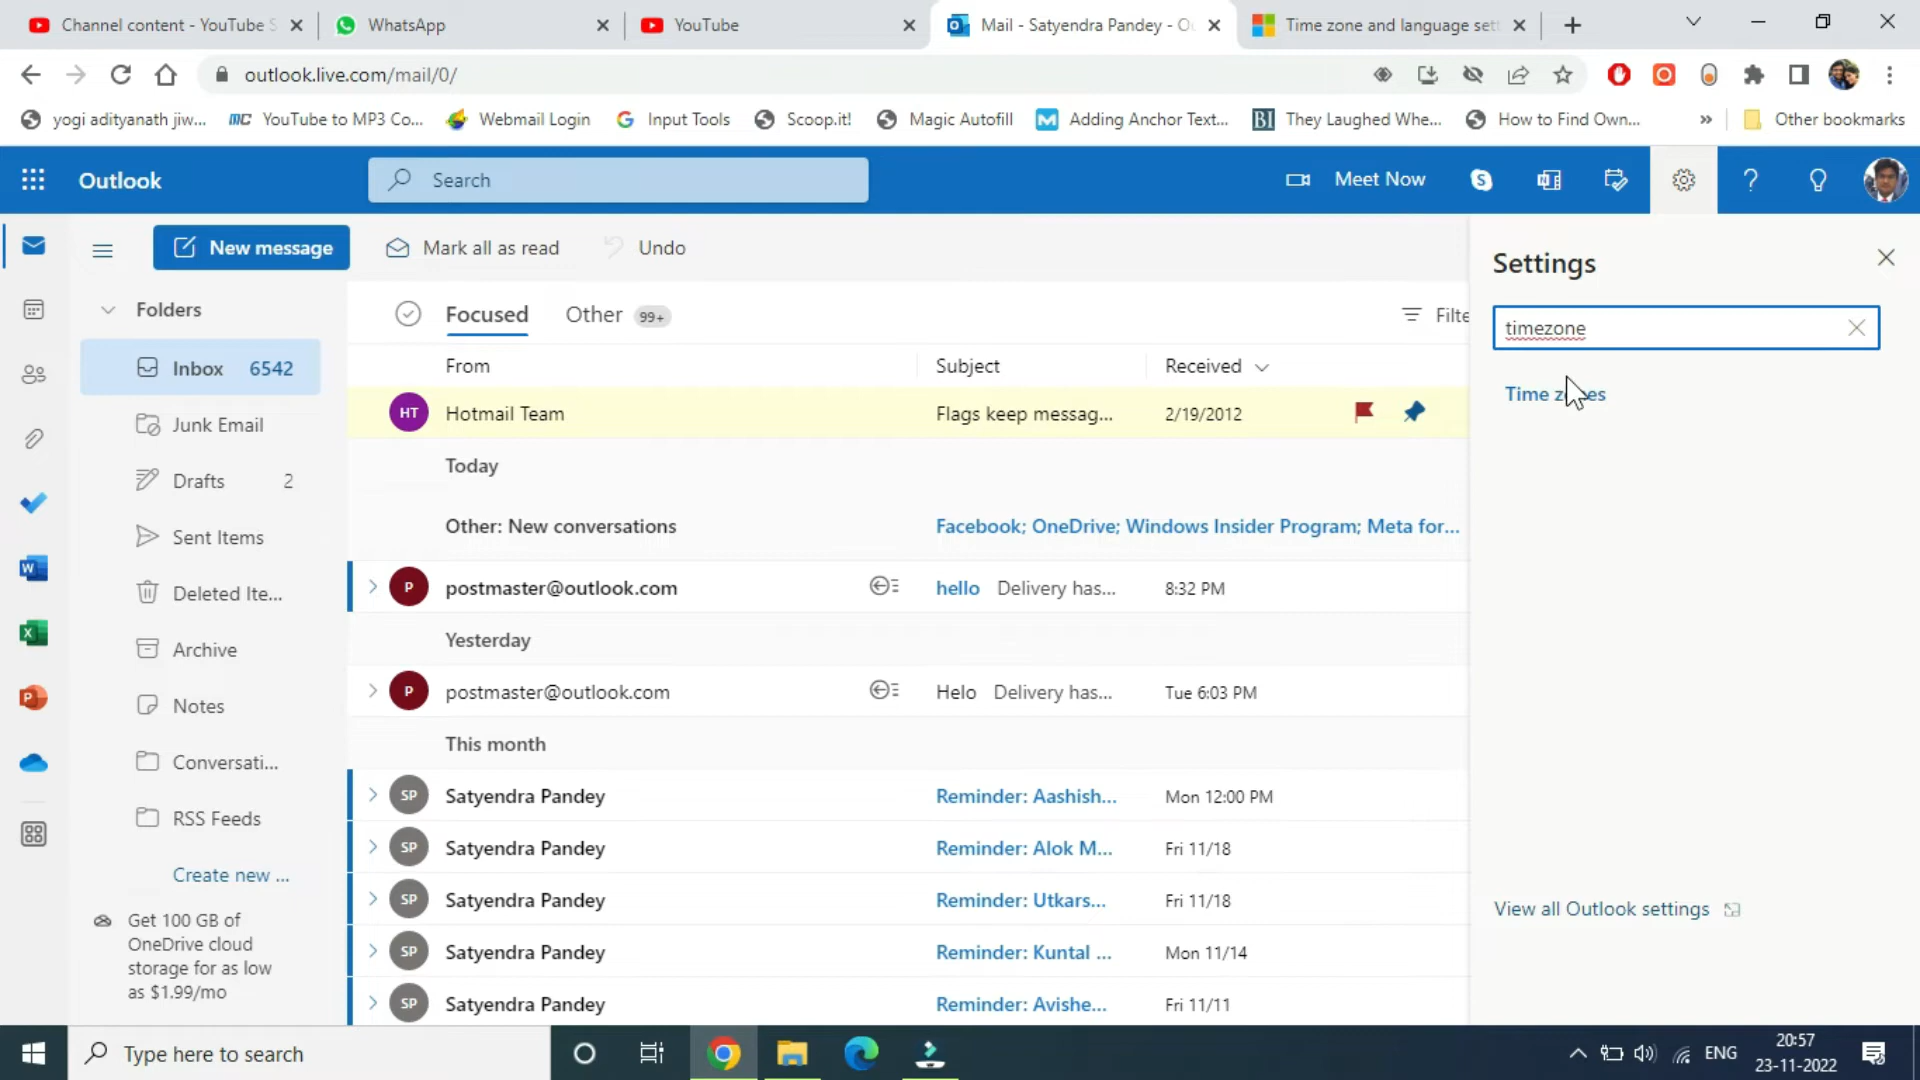 Channel content - YouTube S
WhatsApp
YouTube
Mail - Satyendra Pandey - Ou
Time zone and language sett
outlook.live.com/mail/0/
yogi adityanath jiw...
YouTube to MP3 Co...
Webmail Login
Input Tools
Scoop.it!
Magic Autofill
Adding Anchor Text...
They Laughed Whe...
How to Find Own...
Other bookmarks
Outlook
Search
Meet Now
New message
Mark all as read
Undo
Settings
timezone
Time zones
View all Outlook settings
Folders
Inbox 6542
Junk Email
Drafts 2
Sent Items
Deleted Ite...
Archive
Notes
Conversati...
RSS Feeds
Create new ...
Get 100 GB of
OneDrive cloud
storage for as low
as $1.99/mo
Focused Other 99+ Filte
From Subject Received
HT Hotmail Team Flags keep messag... 2/19/2012
Today
Other: New conversations Facebook; OneDrive; Windows Insider Program; Meta for...
P postmaster@outlook.com hello Delivery has... 8:32 PM
Yesterday
P postmaster@outlook.com Helo Delivery has... Tue 6:03 PM
This month
SP Satyendra Pandey Reminder: Aashish... Mon 12:00 PM
SP Satyendra Pandey Reminder: Alok M... Fri 11/18
SP Satyendra Pandey Reminder: Utkars... Fri 11/18
SP Satyendra Pandey Reminder: Kuntal ... Mon 11/14
SP Satyendra Pandey Reminder: Avishe... Fri 11/11
Type here to search
ENG
20:57
23-11-2022